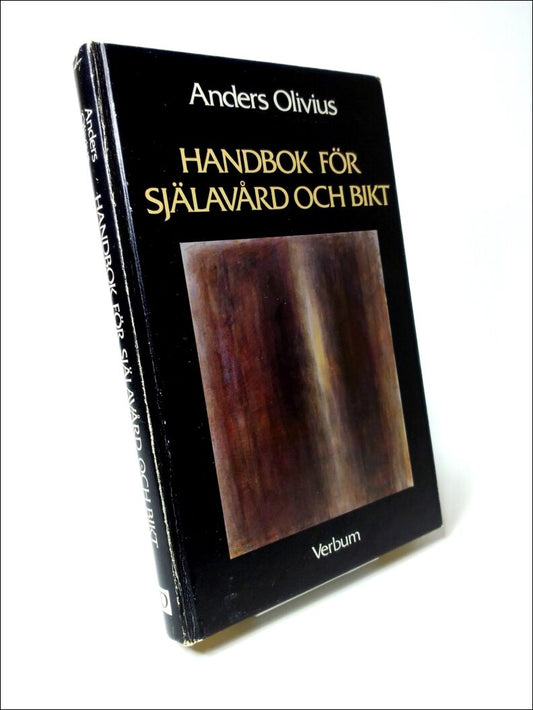 Anders Olivius
HANDBOK FÖR
SJÄLAVÅRD OCH BIKT
Verbum
Anders
HANDBOK FÖR SJÄLAVÅRD OCH BIKT